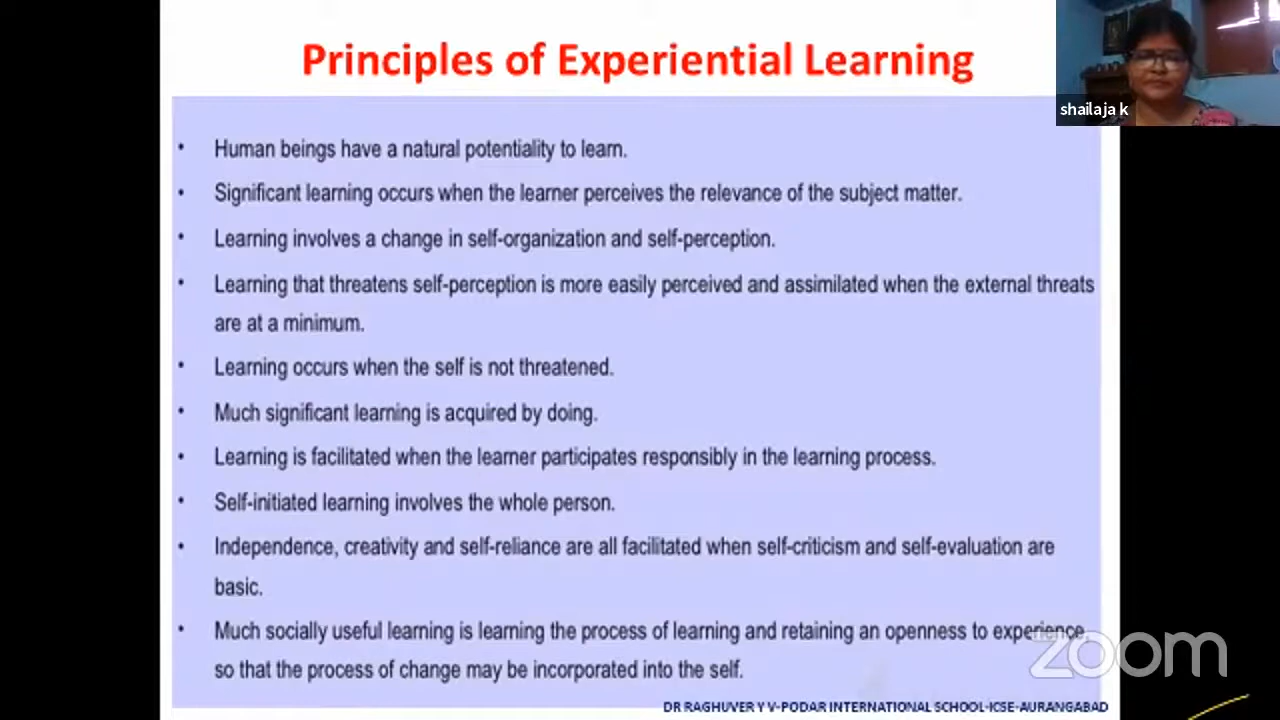 Principles of Experiential Learning
shailaja k
• Human beings have a natural potentiality to learn.
• Significant learning occurs when the learner perceives the relevance of the subject matter.
• Learning involves a change in self-organization and self-perception.
• Learning that threatens self-perception is more easily perceived and assimilated when the external threats
are at a minimum.
• Learning occurs when the self is not threatened.
• Much significant learning is acquired by doing.
• Learning is facilitated when the learner participates responsibly in the learning process.
• Self-initiated learning involves the whole person.
• Independence, creativity and self-reliance are all facilitated when self-criticism and self-evaluation are
basic.
• Much socially useful learning is learning the process of learning and retaining an openness to experience
so that the process of change may be incorporated into the self.
zoom
DR RAGHUVER Y V-PODAR INTERNATIONAL SCHOOL-ICSE-AURANGABAD